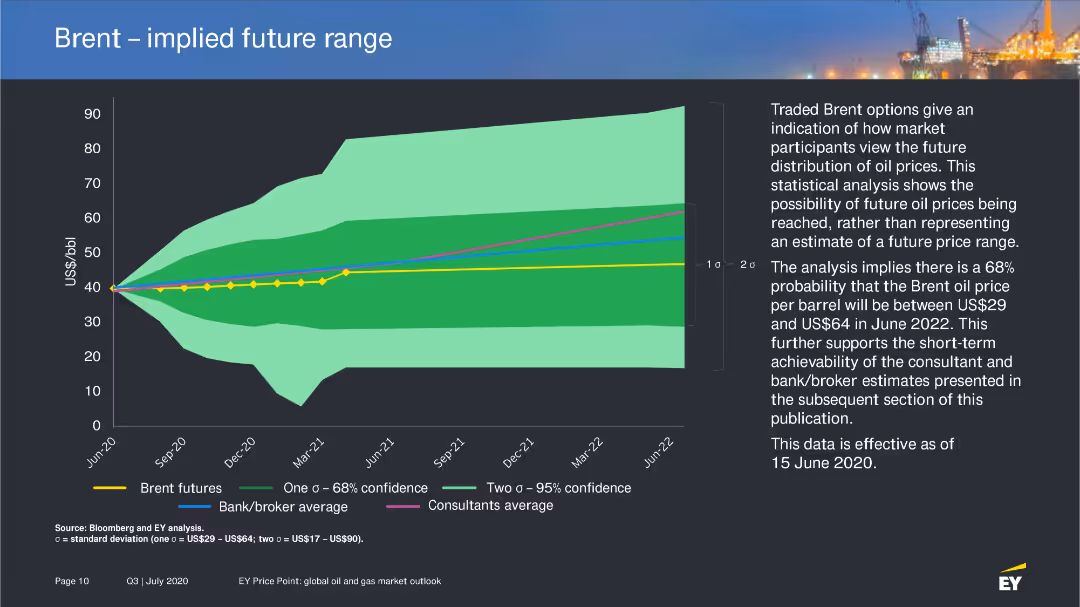 Brent – implied future range
90
80
70
60
50
40
30
20
10
0
US$/bbl
Jun-20
Sep-20
Dec-20
Mar-21
Jun-21
Sep-21
Dec-21
Mar-22
Jun-22
1 σ
2 σ
Brent futures
One σ – 68% confidence
Two σ – 95% confidence
Bank/broker average
Consultants average
Traded Brent options give an
indication of how market
participants view the future
distribution of oil prices. This
statistical analysis shows the
possibility of future oil prices being
reached, rather than representing
an estimate of a future price range.
The analysis implies there is a 68%
probability that the Brent oil price
per barrel will be between US$29
and US$64 in June 2022. This
further supports the short-term
achievability of the consultant and
bank/broker estimates presented in
the subsequent section of this
publication.
This data is effective as of
15 June 2020.
Source: Bloomberg and EY analysis.
σ = standard deviation (one σ = US$29 – US$64; two σ = US$17 – US$90).
Page 10
Q3 | July 2020
EY Price Point: global oil and gas market outlook
EY